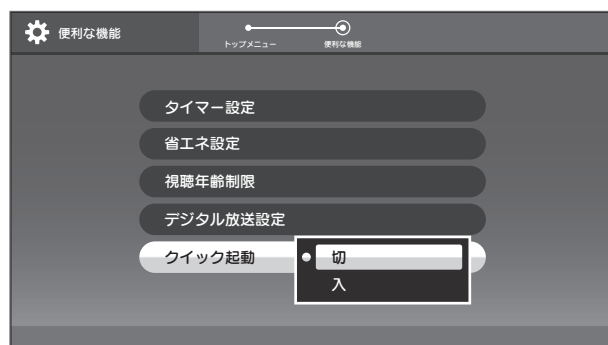 便利な機能
トップメニュー 便利な機能
タイマー設定
省エネ設定
視聴年齢制限
デジタル放送設定
クイック起動 切
入